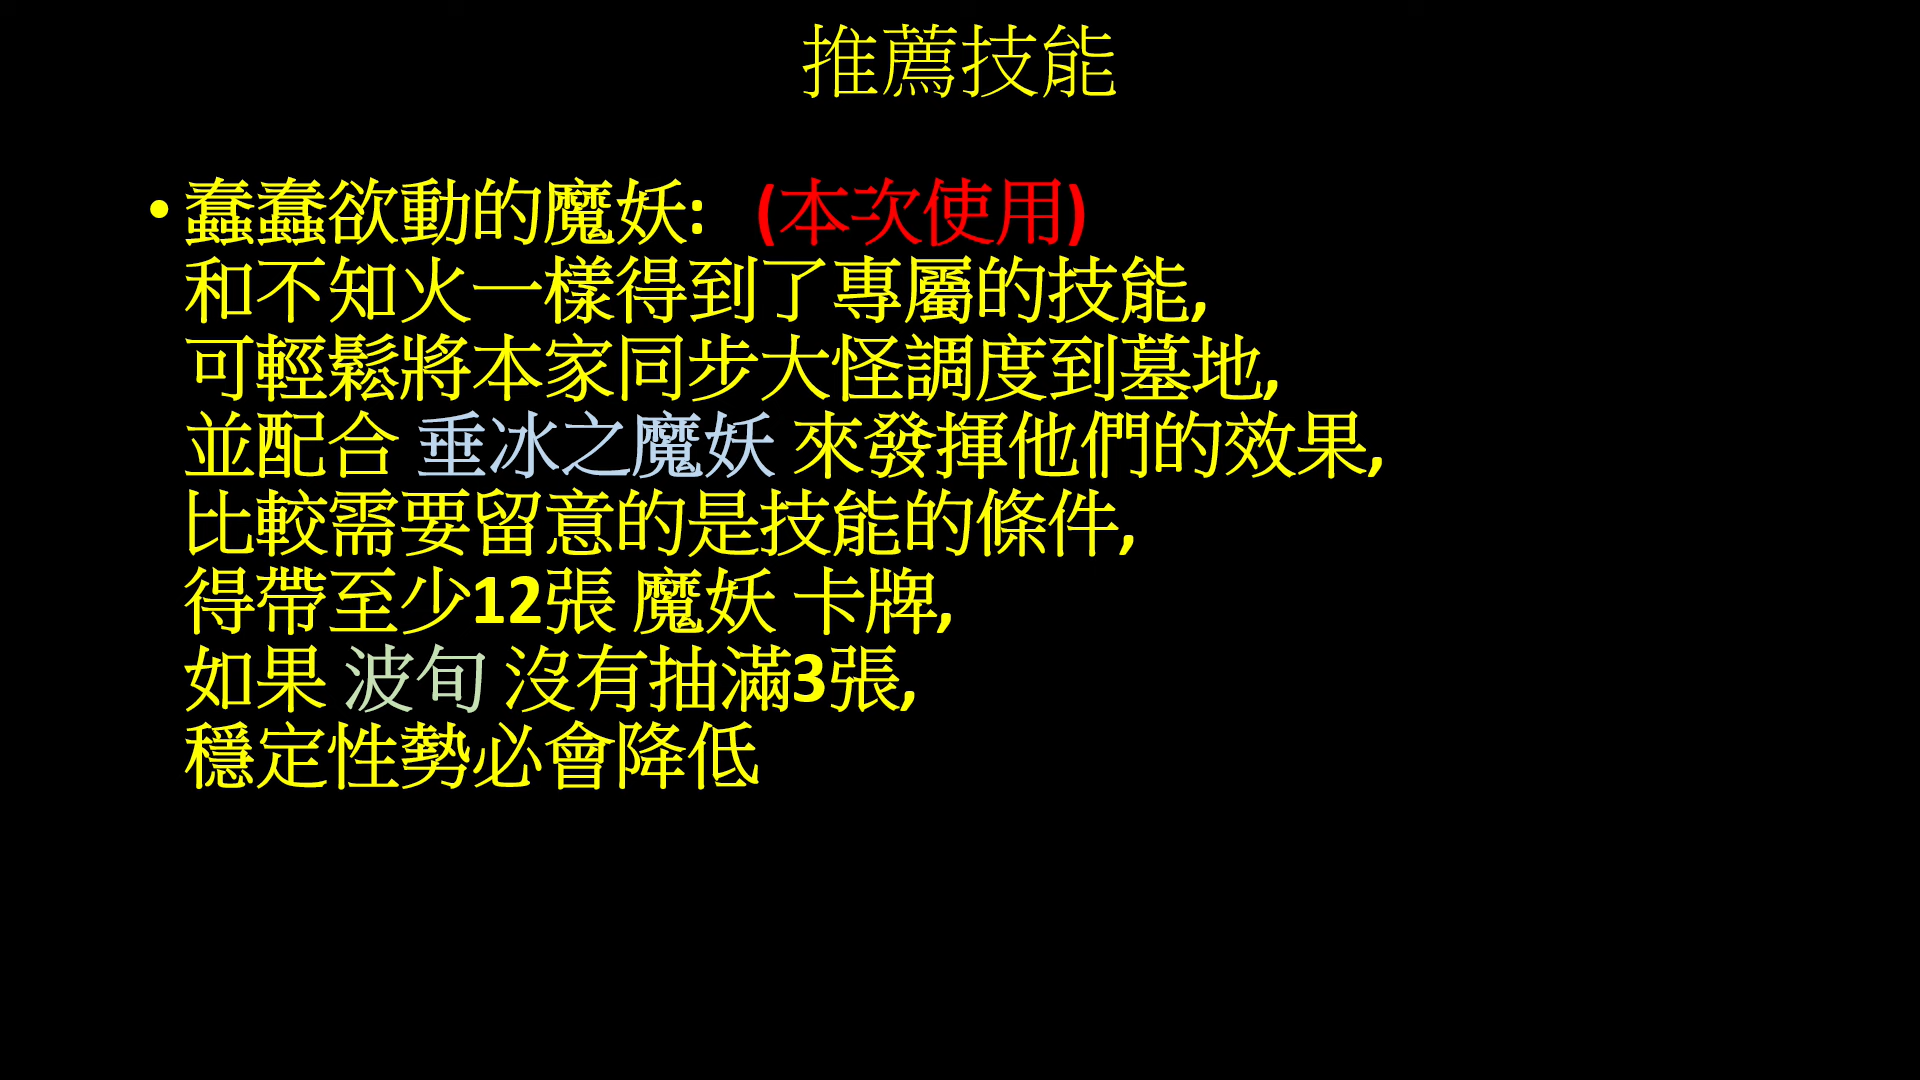 推薦技能
• 蠢蠢欲動的魔妖: (本次使用)
和不知火一樣得到了專屬的技能,
可輕鬆將本家同步大怪調度到墓地,
並配合 垂冰之魔妖 來發揮他們的效果,
比較需要留意的是技能的條件,
得帶至少12張 魔妖 卡牌,
如果 波旬 沒有抽滿3張,
穩定性勢必會降低